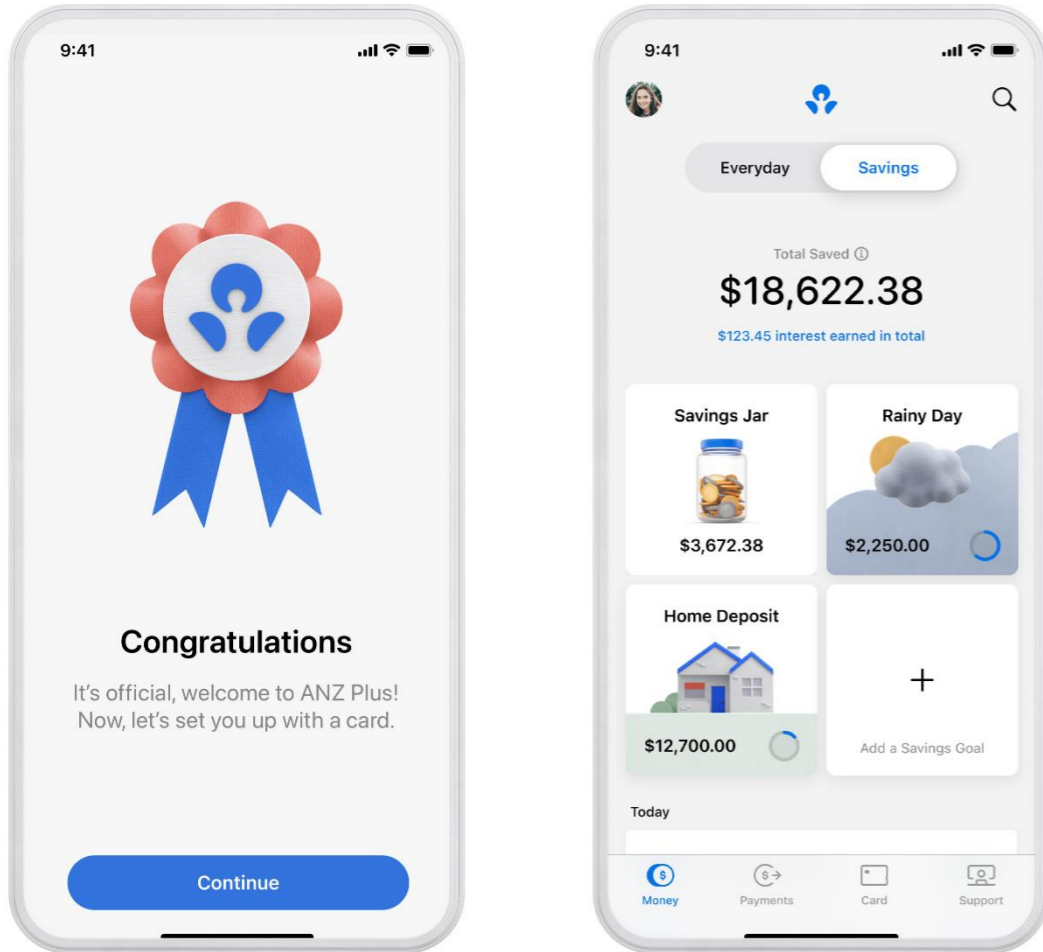 9:41
Congratulations
It's official, welcome to ANZ Plus!
Now, let's set you up with a card.
Continue
9:41
Everyday
Savings
Total Saved
$18,622.38
$123.45 interest earned in total
Savings Jar
$3,672.38
Rainy Day
$2,250.00
Home Deposit
$12,700.00
Add a Savings Goal
Today
Money
Payments
Card
Support